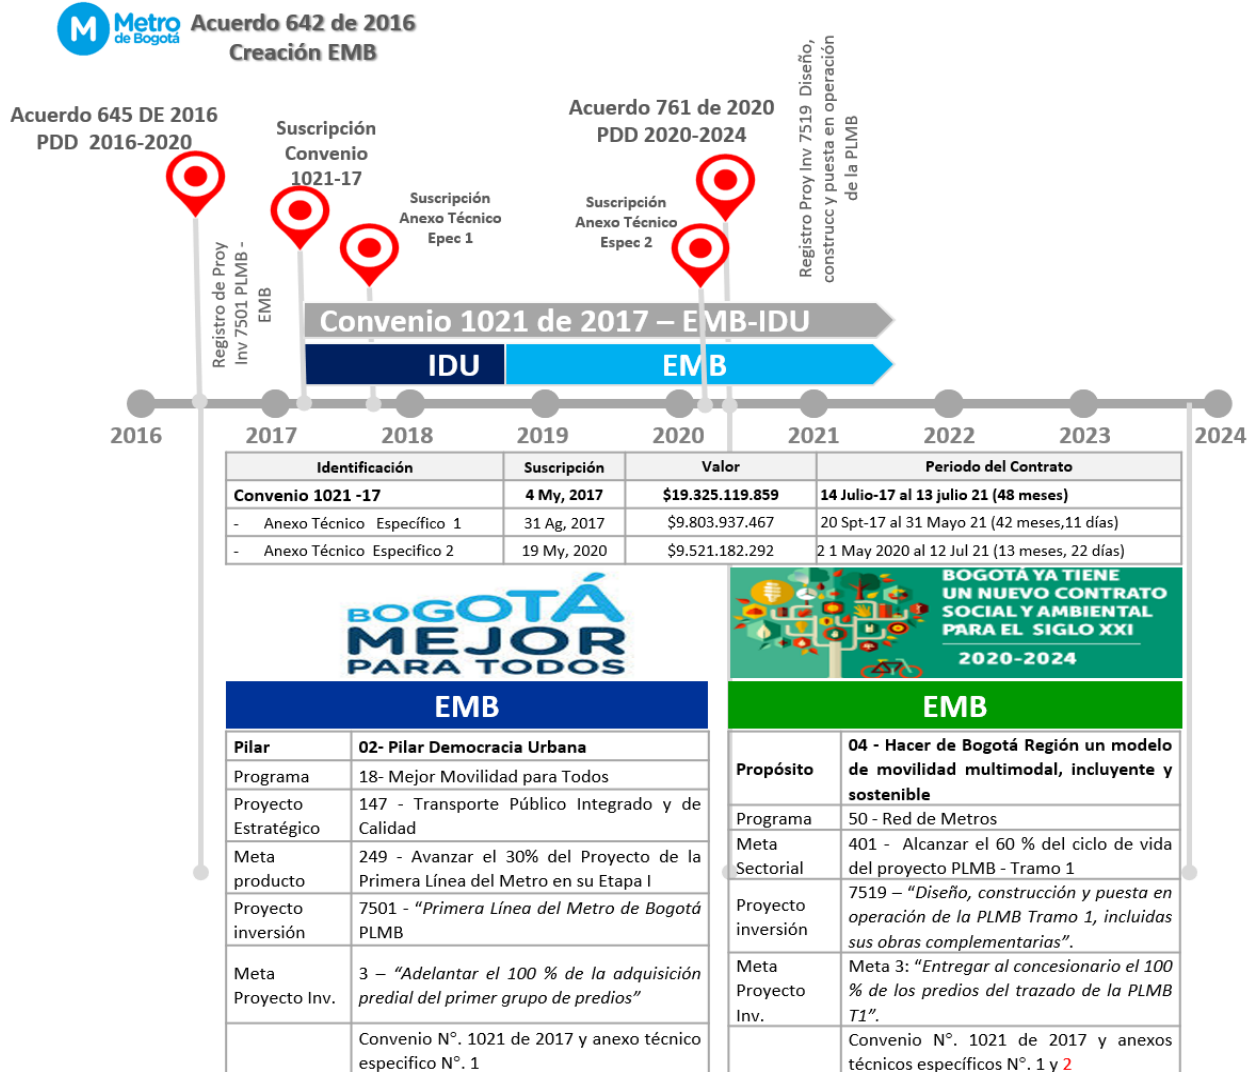 Metro
de Bogotá
Acuerdo 642 de 2016
Creación EMB
Acuerdo 645 DE 2016
PDD 2016-2020
Suscripción
Convenio
1021-17
Suscripción
Anexo Técnico
Epec 1
Suscripción
Anexo Técnico
Espec 2
Acuerdo 761 de 2020
PDD 2020-2024
Registro Proy Inv 7519 Diseño,
construcc y puesta en operación
de la PLMB
Registro de Proy
Inv 7501 PLMB -
EMB
Convenio 1021 de 2017 – EMB-IDU
IDU
EMB
2016
2017
2018
2019
2020
2021
2022
2023
2024
Identificación Suscripción Valor Periodo del Contrato
Convenio 1021 -17 4 My, 2017 $19.325.119.859 14 Julio-17 al 13 julio 21 (48 meses)
- Anexo Técnico Específico 1 31 Ag, 2017 $9.803.937.467 20 Spt-17 al 31 Mayo 21 (42 meses,11 días)
- Anexo Técnico Especifico 2 19 My, 2020 $9.521.182.292 2 1 May 2020 al 12 Jul 21 (13 meses, 22 días)
BOGOTÁ
MEJOR
PARA TODOS
BOGOTÁ YA TIENE
UN NUEVO CONTRATO
SOCIAL Y AMBIENTAL
PARA EL SIGLO XXI
2020-2024
EMB
Pilar 02- Pilar Democracia Urbana
Programa 18- Mejor Movilidad para Todos
Proyecto Estratégico 147 - Transporte Público Integrado y de
Calidad
Meta producto 249 - Avanzar el 30% del Proyecto de la
Primera Línea del Metro en su Etapa I
Proyecto inversión 7501 - “Primera Línea del Metro de Bogotá
PLMB
Meta Proyecto Inv. 3 – “Adelantar el 100 % de la adquisición
predial del primer grupo de predios”
Convenio N°. 1021 de 2017 y anexo técnico
especifico N°. 1
EMB
Propósito 04 - Hacer de Bogotá Región un modelo
de movilidad multimodal, incluyente y
sostenible
Programa 50 - Red de Metros
Meta Sectorial 401 - Alcanzar el 60 % del ciclo de vida
del proyecto PLMB - Tramo 1
Proyecto inversión 7519 – “Diseño, construcción y puesta en
operación de la PLMB Tramo 1, incluidas
sus obras complementarias”.
Meta Proyecto Inv. Meta 3: “Entregar al concesionario el 100
% de los predios del trazado de la PLMB
T1”.
Convenio N°. 1021 de 2017 y anexos
técnicos específicos N°. 1 y 2